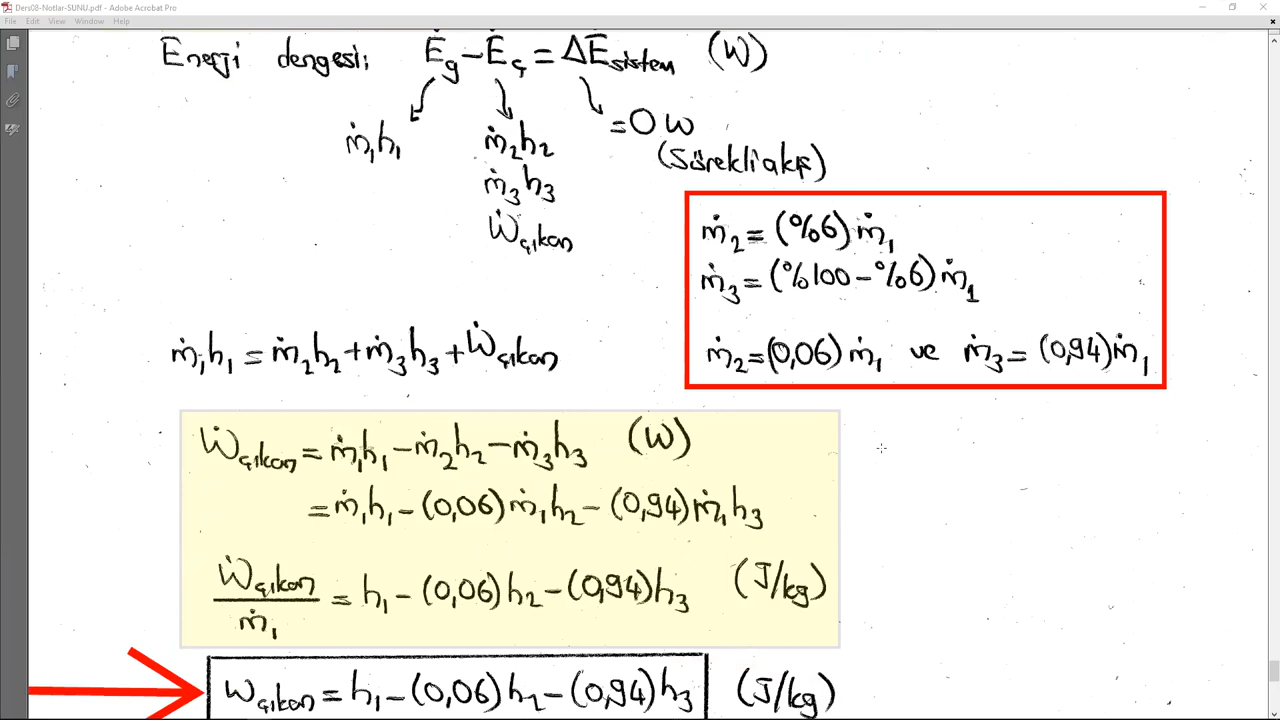 Ders08-Notlar-SUNU.pdf - Adobe Acrobat Pro
File Edit View Window Help
Enerji dengesi; Ėg − Ėç = ΔEsistem (W)
ṁ₁h₁
ṁ₂h₂
ṁ₃h₃
Ẇçıkan
=0 W
(Sürekli akış)
ṁ₂ = (%6) ṁ₁
ṁ₃ = (%100 − %6) ṁ₁
ṁ₂ = (0,06) ṁ₁ ve ṁ₃ = (0,94) ṁ₁
ṁ₁h₁ = ṁ₂h₂ + ṁ₃h₃ + Ẇçıkan
Ẇçıkan = ṁ₁h₁ − ṁ₂h₂ − ṁ₃h₃ (W)
= ṁ₁h₁ − (0,06) ṁ₁h₂ − (0,94) ṁ₁h₃
Ẇçıkan / ṁ₁ = h₁ − (0,06) h₂ − (0,94) h₃ (J/kg)
wçıkan = h₁ − (0,06) h₂ − (0,94) h₃ (J/kg)